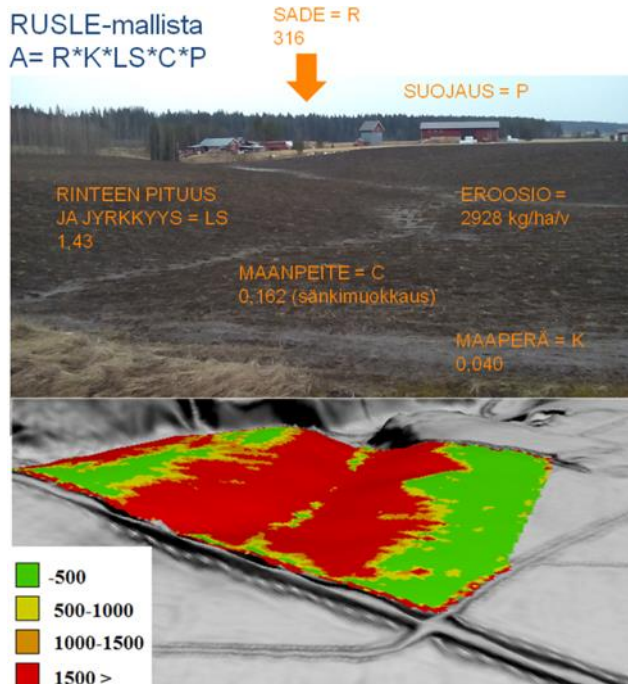 RUSLE-mallista
A= R*K*LS*C*P
SADE = R
316
SUOJAUS = P
RINTEEN PITUUS
JA JYRKKYYS = LS
1,43
EROOSIO =
2928 kg/ha/v
MAANPEITE = C
0,162 (sänkimuokkaus)
MAAPERÄ = K
0,040
-500
500-1000
1000-1500
1500 >